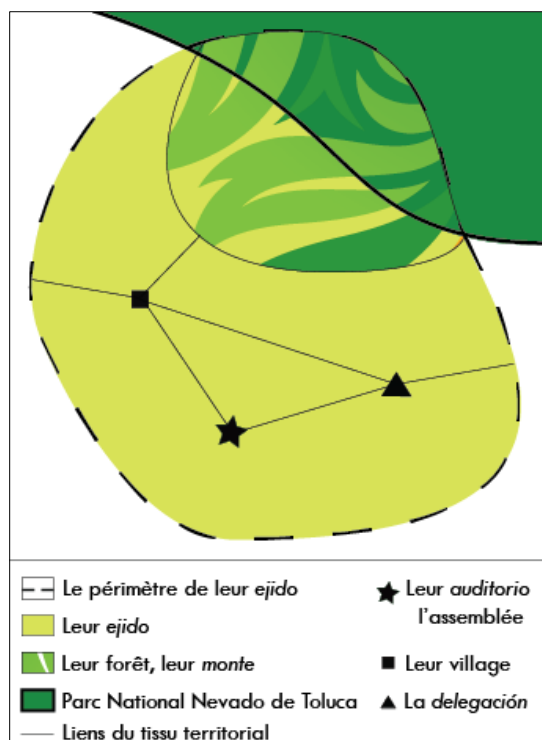 Le périmètre de leur ejido
Leur ejido
Leur forêt, leur monte
Parc National Nevado de Toluca
Liens du tissu territorial
Leur auditorio
l'assemblée
Leur village
La delegación